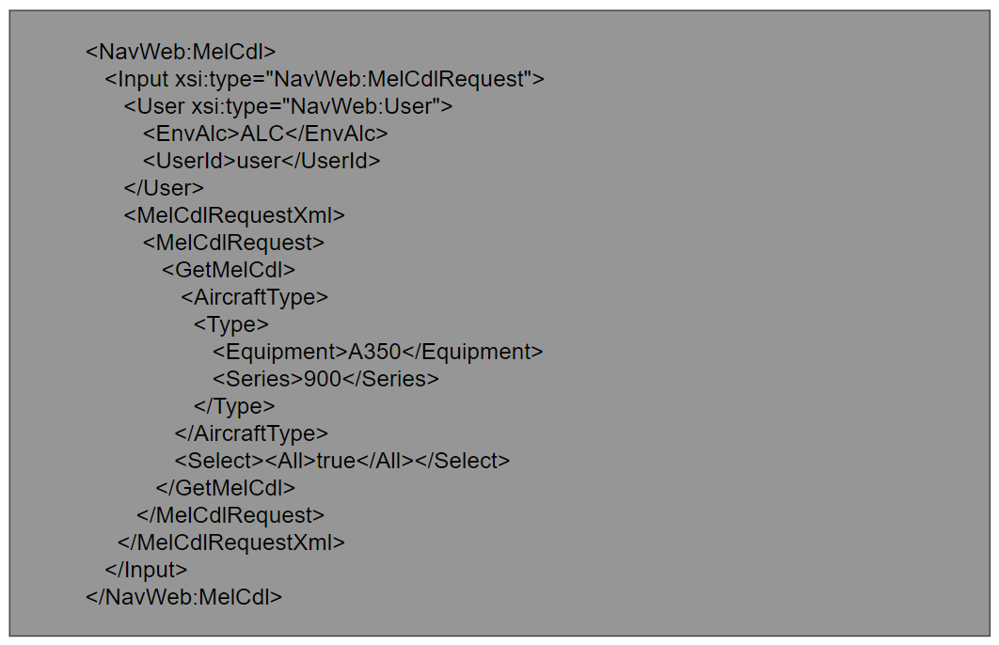 <NavWeb:MelCdl>
<Input xsi:type="NavWeb:MelCdlRequest">
<User xsi:type="NavWeb:User">
<EnvAlc>ALC</EnvAlc>
<UserId>user</UserId>
</User>
<MelCdlRequestXml>
<MelCdlRequest>
<GetMelCdl>
<AircraftType>
<Type>
<Equipment>A350</Equipment>
<Series>900</Series>
</Type>
</AircraftType>
<Select><All>true</All></Select>
</GetMelCdl>
</MelCdlRequest>
</MelCdlRequestXml>
</Input>
</NavWeb:MelCdl>